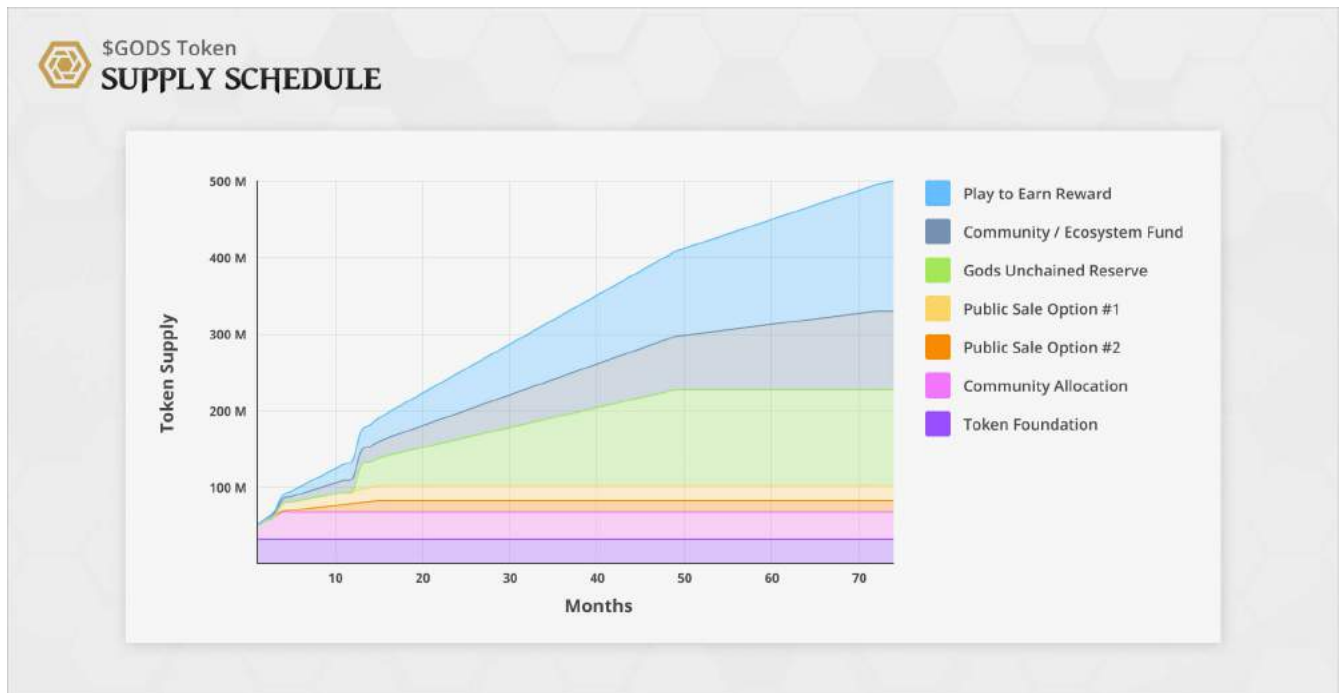 $GODS Token
SUPPLY SCHEDULE
500 M
400 M
300 M
200 M
100 M
Token Supply
10 20 30 40 50 60 70
Months
Play to Earn Reward
Community / Ecosystem Fund
Gods Unchained Reserve
Public Sale Option #1
Public Sale Option #2
Community Allocation
Token Foundation